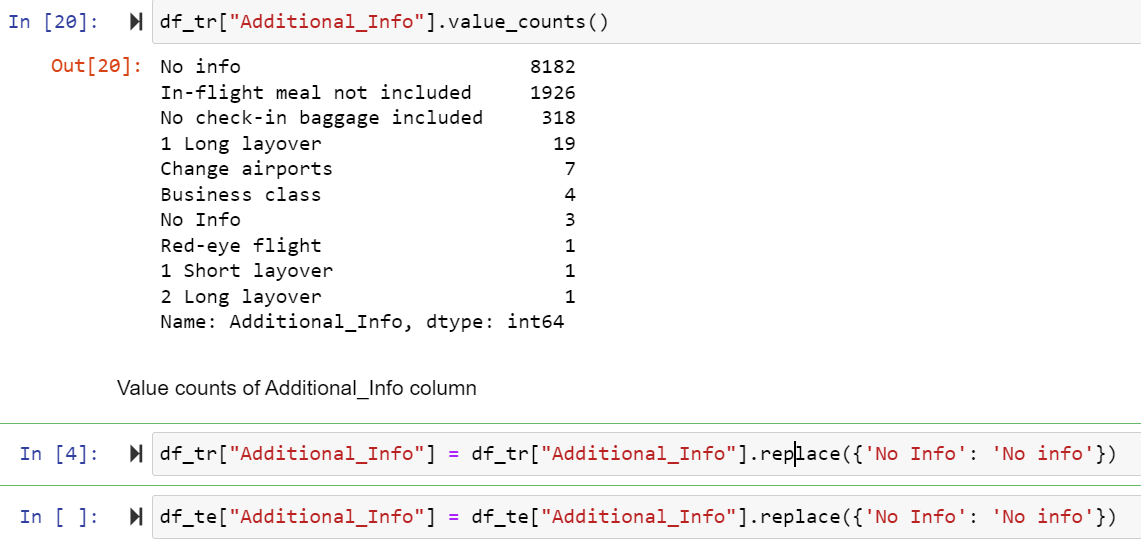 In [20]: df_tr["Additional_Info"].value_counts()
Out[20]: No info 8182
In-flight meal not included 1926
No check-in baggage included 318
1 Long layover 19
Change airports 7
Business class 4
No Info 3
Red-eye flight 1
1 Short layover 1
2 Long layover 1
Name: Additional_Info, dtype: int64
Value counts of Additional_Info column
In [4]: df_tr["Additional_Info"] = df_tr["Additional_Info"].replace({'No Info': 'No info'})
In [ ]: df_te["Additional_Info"] = df_te["Additional_Info"].replace({'No Info': 'No info'})